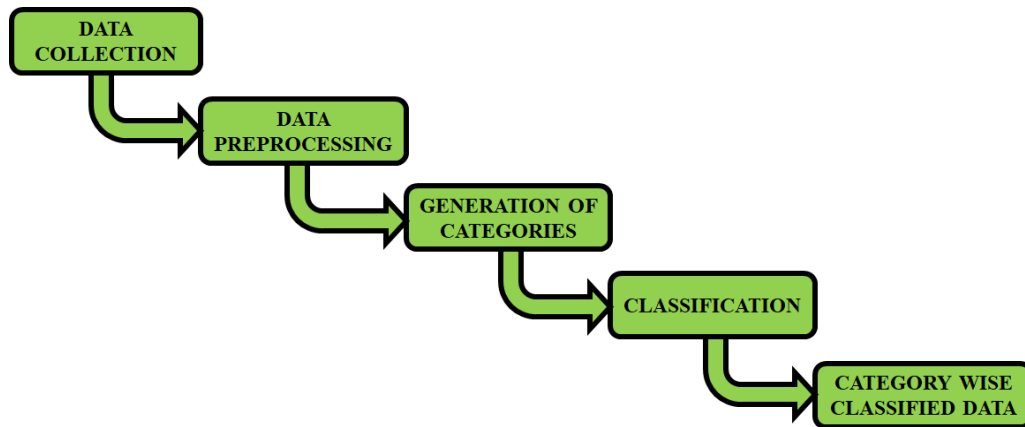 DATA
COLLECTION
DATA
PREPROCESSING
GENERATION OF
CATEGORIES
CLASSIFICATION
CATEGORY WISE
CLASSIFIED DATA